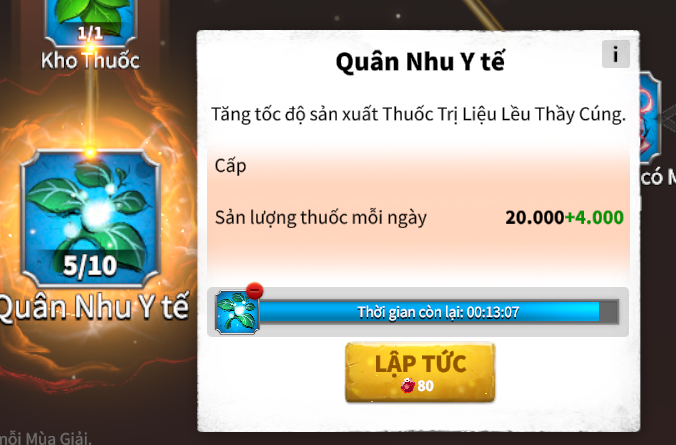 1/1
Kho Thuốc
Quân Nhu Y tế
i
Tăng tốc độ sản xuất Thuốc Trị Liệu Lều Thầy Cúng.
Cấp
có M
Sản lượng thuốc mỗi ngày 20.000+4.000
5/10
Quân Nhu Y tế
Thời gian còn lại: 00:13:07
LẬP TỨC
80
mỗi Mùa Giải.